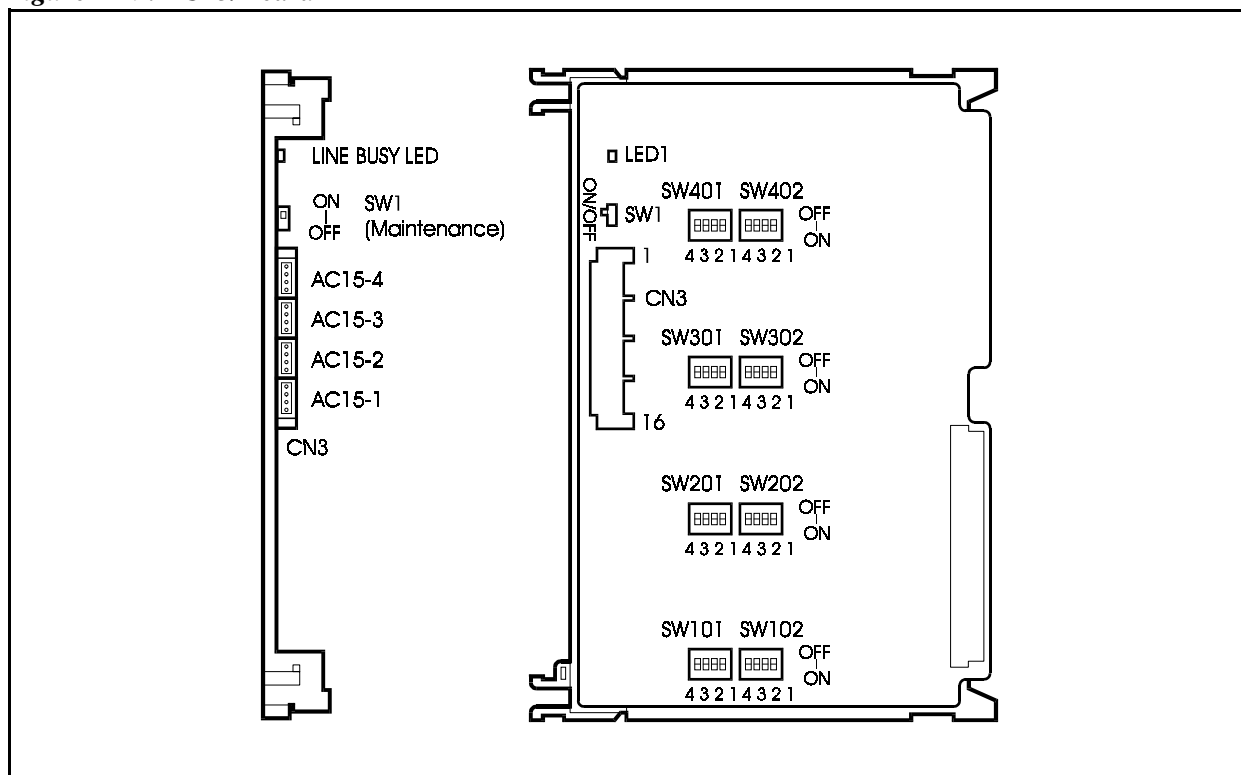 LINE BUSY LED
ON
OFF
SW1
(Maintenance)
AC15-4
AC15-3
AC15-2
AC15-1
CN3
LED1
ON/OFF
SW1
1
CN3
16
SW401 SW402
OFF
ON
4 3 2 1 4 3 2 1
SW301 SW302
OFF
ON
4 3 2 1 4 3 2 1
SW201 SW202
OFF
ON
4 3 2 1 4 3 2 1
SW101 SW102
OFF
ON
4 3 2 1 4 3 2 1